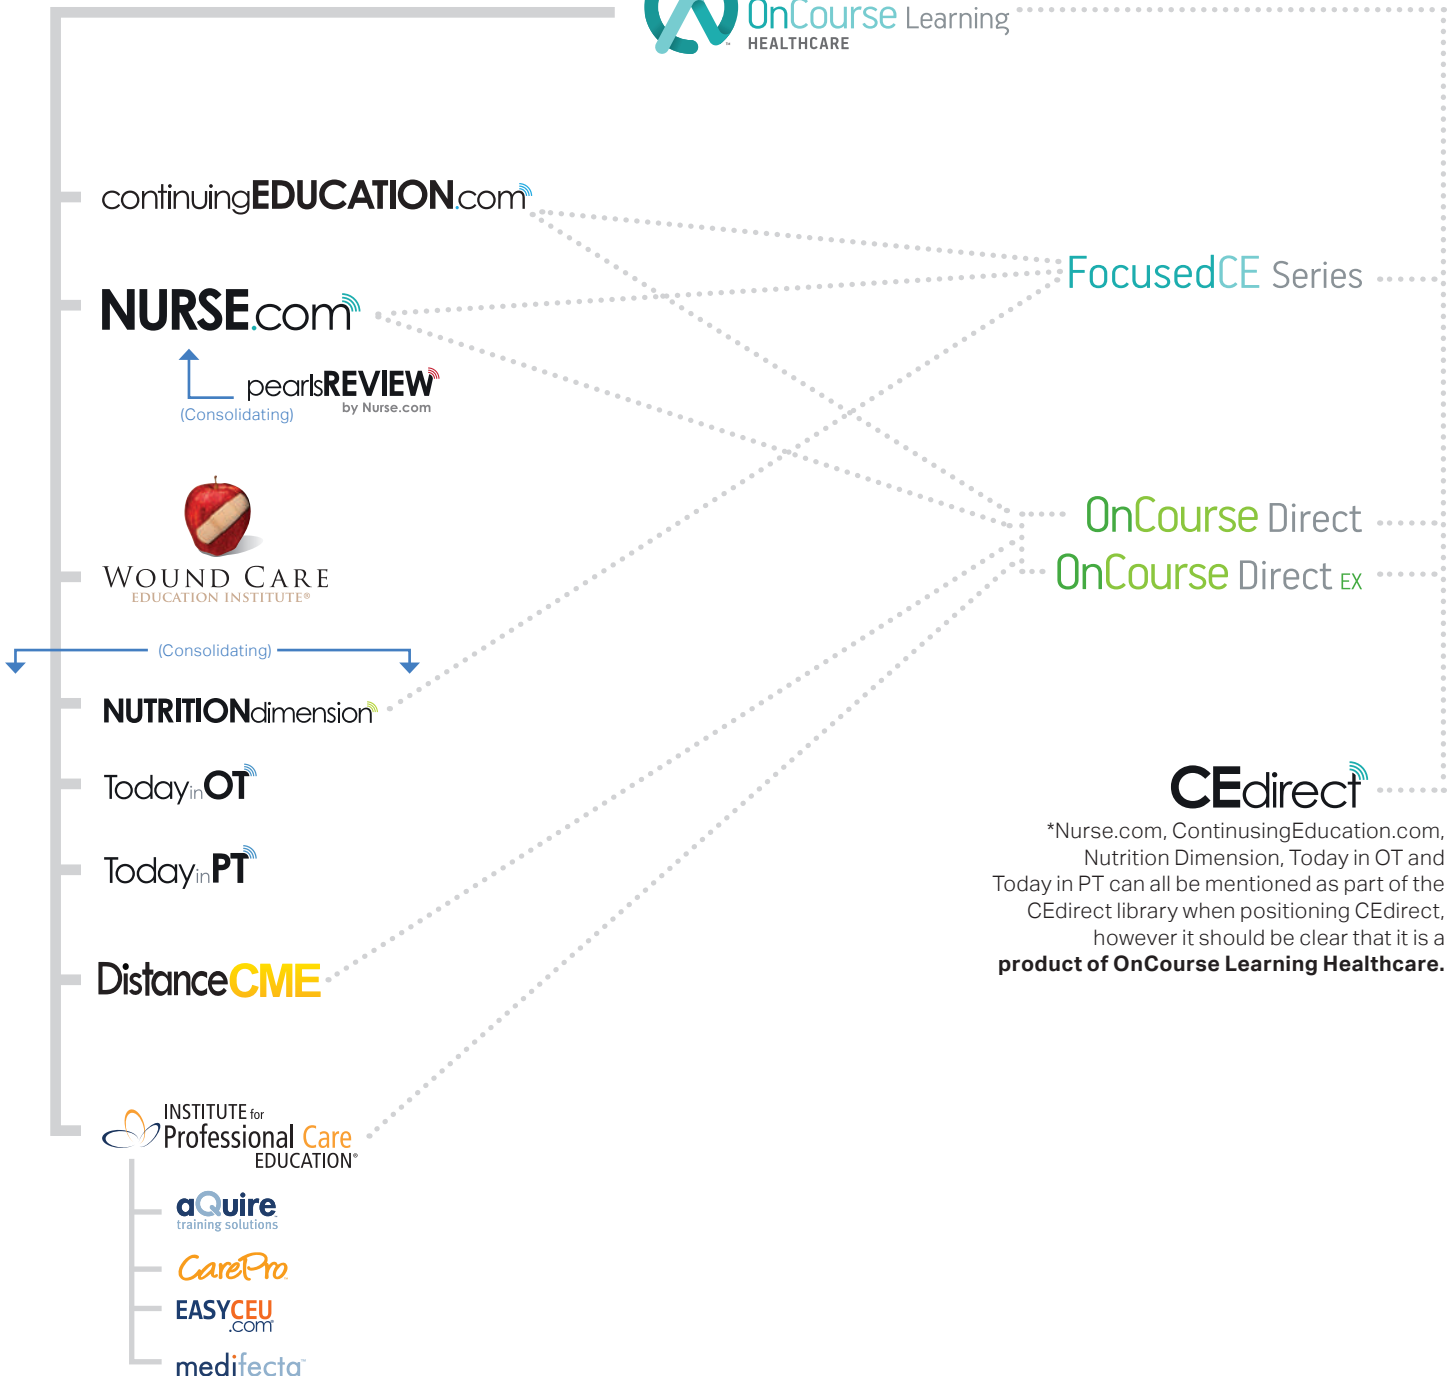 OnCourse Learning
HEALTHCARE
continuingEDUCATION.com
NURSE.com
pearlsREVIEW
by Nurse.com
(Consolidating)
WOUND CARE
EDUCATION INSTITUTE®
(Consolidating)
NUTRITIONdimension
TodayinOT
TodayinPT
DistanceCME
INSTITUTE for
Professional Care
EDUCATION®
aQuire
training solutions
CarePro
EASYCEU
.com
medifecta™
FocusedCE Series
OnCourse Direct
OnCourse Direct EX
CEdirect
*Nurse.com, ContinusingEducation.com,
Nutrition Dimension, Today in OT and
Today in PT can all be mentioned as part of the
CEdirect library when positioning CEdirect,
however it should be clear that it is a
product of OnCourse Learning Healthcare.